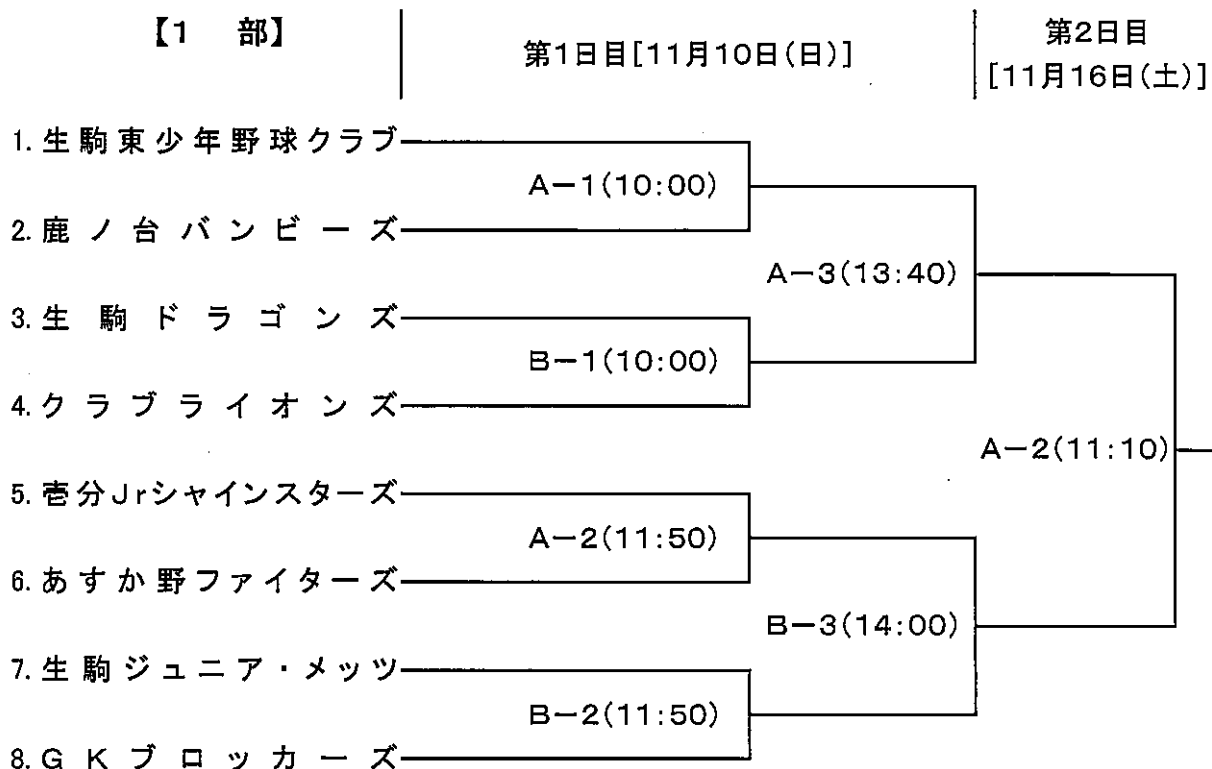 【1 部】
第1日目[11月10日(日)]
第2日目
[11月16日(土)]
1.生駒東少年野球クラブ
A-1(10:00)
2.鹿ノ台バンビーズ
A-3(13:40)
3.生駒ドラゴンズ
B-1(10:00)
4.クラブライオンズ
A-2(11:10)
5.壱分Jrシャインスターズ
A-2(11:50)
6.あすか野ファイターズ
B-3(14:00)
7.生駒ジュニア・メッツ
B-2(11:50)
8.GKブロッカーズ